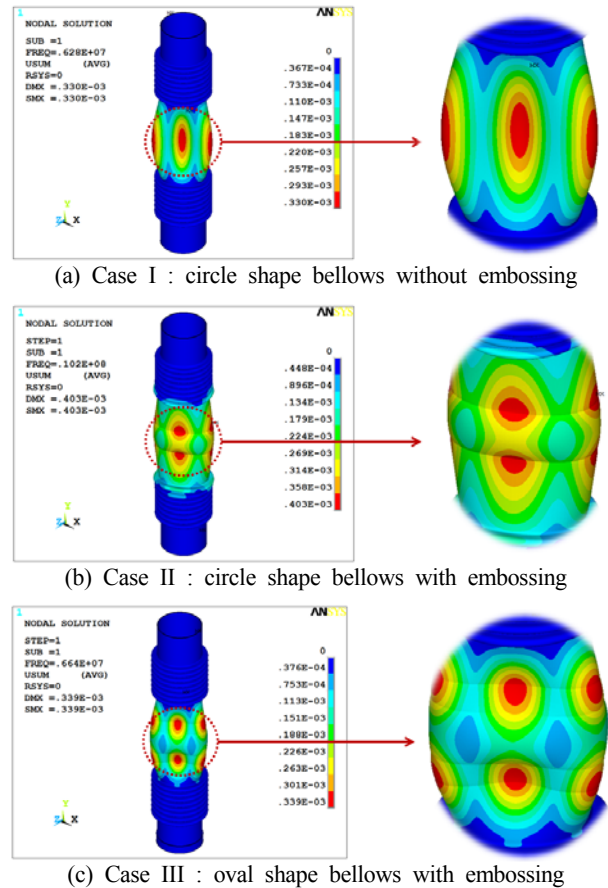 1
ANSYS
NODAL SOLUTION
SUB =1
FREQ=.628E+07
USUM (AVG)
RSYS=0
DMX =.330E-03
SMX =.330E-03
0
.367E-04
.733E-04
.110E-03
.147E-03
.183E-03
.220E-03
.257E-03
.293E-03
.330E-03
Y
Z X
MX
(a) Case I : circle shape bellows without embossing
1
ANSYS
NODAL SOLUTION
STEP=1
SUB =1
FREQ=.102E+08
USUM (AVG)
RSYS=0
DMX =.403E-03
SMX =.403E-03
0
.448E-04
.896E-04
.134E-03
.179E-03
.224E-03
.269E-03
.314E-03
.358E-03
.403E-03
Y
Z X
(b) Case II : circle shape bellows with embossing
1
ANSYS
NODAL SOLUTION
STEP=1
SUB =1
FREQ=.664E+07
USUM (AVG)
RSYS=0
DMX =.339E-03
SMX =.339E-03
0
.376E-04
.753E-04
.113E-03
.151E-03
.188E-03
.226E-03
.263E-03
.301E-03
.339E-03
Y
Z X
(c) Case III : oval shape bellows with embossing